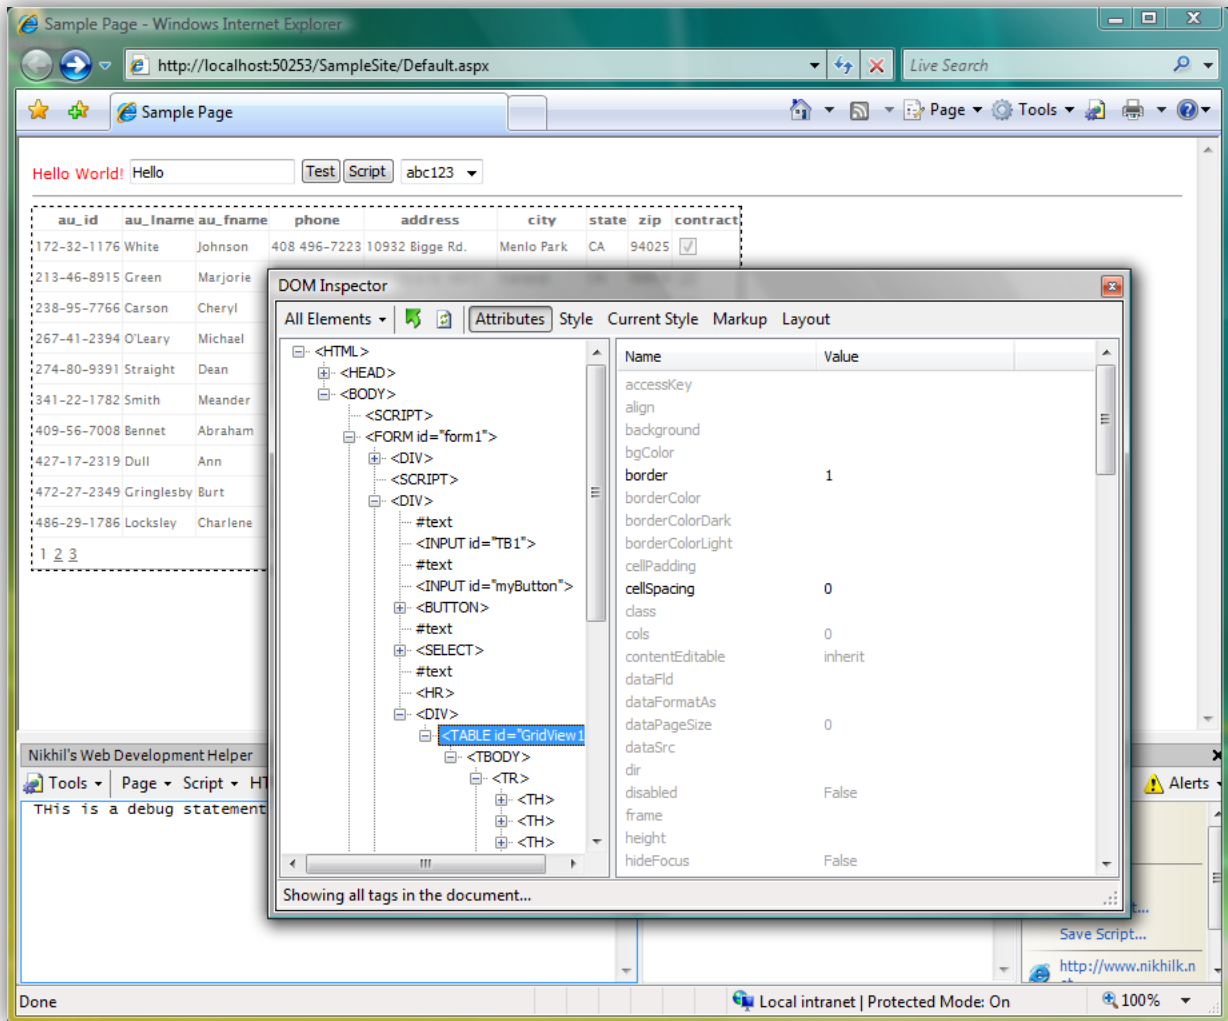 Sample Page - Windows Internet Explorer
http://localhost:50253/SampleSite/Default.aspx
Live Search
Sample Page
Page
Tools
Hello World! Hello Test Script abc123
au_id au_lname au_fname phone address city state zip contract
172-32-1176 White Johnson 408 496-7223 10932 Bigge Rd. Menlo Park CA 94025
213-46-8915 Green Marjorie
238-95-7766 Carson Cheryl
267-41-2394 O'Leary Michael
274-80-9391 Straight Dean
341-22-1782 Smith Meander
409-56-7008 Bennet Abraham
427-17-2319 Dull Ann
472-27-2349 Gringlesby Burt
486-29-1786 Locksley Charlene
1 2 3
DOM Inspector
All Elements Attributes Style Current Style Markup Layout
<HTML>
<HEAD>
<BODY>
<SCRIPT>
<FORM id="form1">
<DIV>
<SCRIPT>
<DIV>
#text
<INPUT id="TB1">
#text
<INPUT id="myButton">
<BUTTON>
#text
<SELECT>
#text
<HR>
<DIV>
<TABLE id="GridView1
<TBODY>
<TR>
<TH>
<TH>
<TH>
Name Value
accessKey
align
background
bgColor
border 1
borderColor
borderColorDark
borderColorLight
cellPadding
cellSpacing 0
class
cols 0
contentEditable inherit
dataFld
dataFormatAs
dataPageSize 0
dataSrc
dir
disabled False
frame
height
hideFocus False
Showing all tags in the document...
Nikhil's Web Development Helper
Tools Page Script HT
Alerts
THis is a debug statement
Save Script...
http://www.nikhilk.n
Done
Local intranet | Protected Mode: On
100%